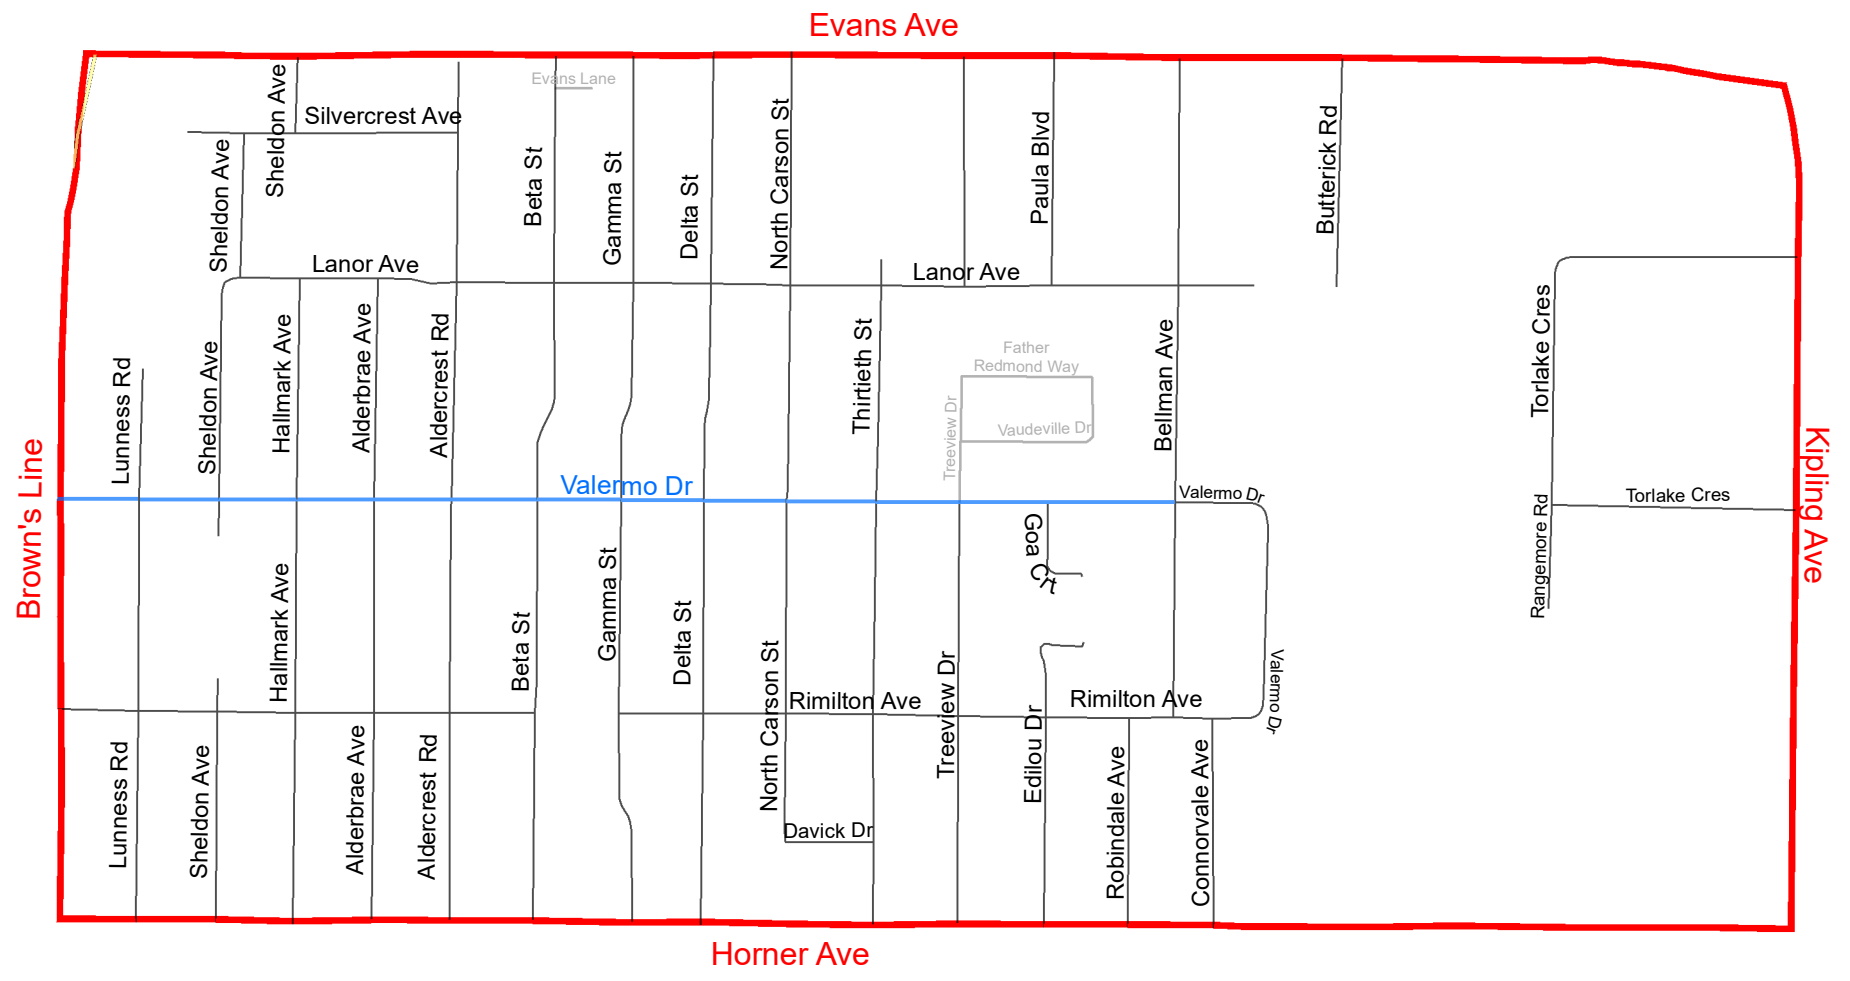 Evans Ave
Evans Lane
Sheldon Ave
Silvercrest Ave
Sheldon Ave
Beta St
Gamma St
Delta St
North Carson St
Paula Blvd
Butterick Rd
Lanor Ave
Lanor Ave
Lunness Rd
Sheldon Ave
Hallmark Ave
Alderbrae Ave
Aldercrest Rd
Thirtieth St
Father
Redmond Way
Treeview Dr
Vaudeville Dr
Bellman Ave
Torlake Cres
Brown's Line
Kipling Ave
Valermo Dr
Valermo Dr
Torlake Cres
Rangemore Rd
Goa Crt
Hallmark Ave
Beta St
Gamma St
Delta St
North Carson St
Rimilton Ave
Treeview Dr
Edilou Dr
Rimilton Ave
Valermo Dr
Lunness Rd
Sheldon Ave
Alderbrae Ave
Aldercrest Rd
Davick Dr
Robindale Ave
Connorvale Ave
Horner Ave